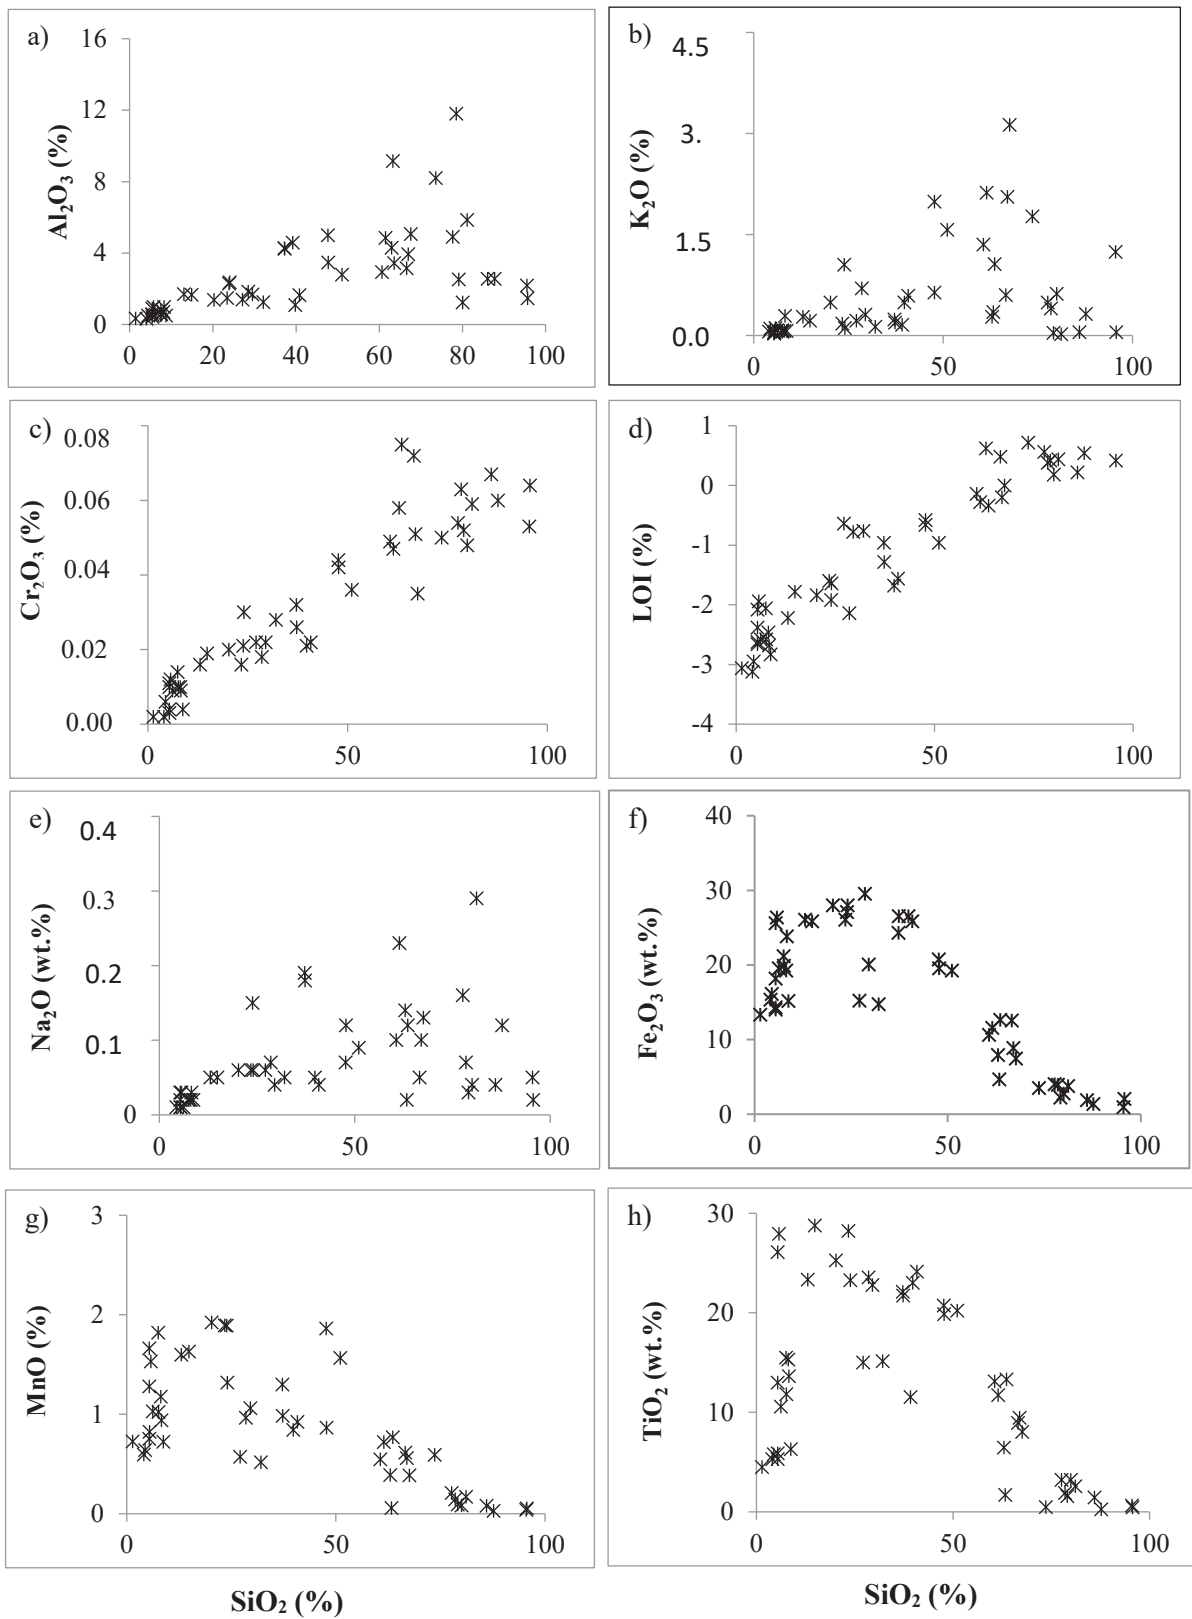 a)
16
12
8
4
0
Al₂O₃ (%)
0 20 40 60 80 100
b)
4.5
3.
1.5
0.0
K₂O (%)
0 50 100
c)
0.08
0.06
0.04
0.02
0.00
Cr₂O₃ (%)
0 50 100
d)
1
0
-1
-2
-3
-4
LOI (%)
0 50 100
e)
0.4
0.3
0.2
0.1
0
Na₂O (wt.%)
0 50 100
f)
40
30
20
10
0
Fe₂O₃ (wt.%)
0 50 100
g)
3
2
1
0
MnO (%)
0 50 100
SiO₂ (%)
h)
30
20
10
0
TiO₂ (wt.%)
0 50 100
SiO₂ (%)